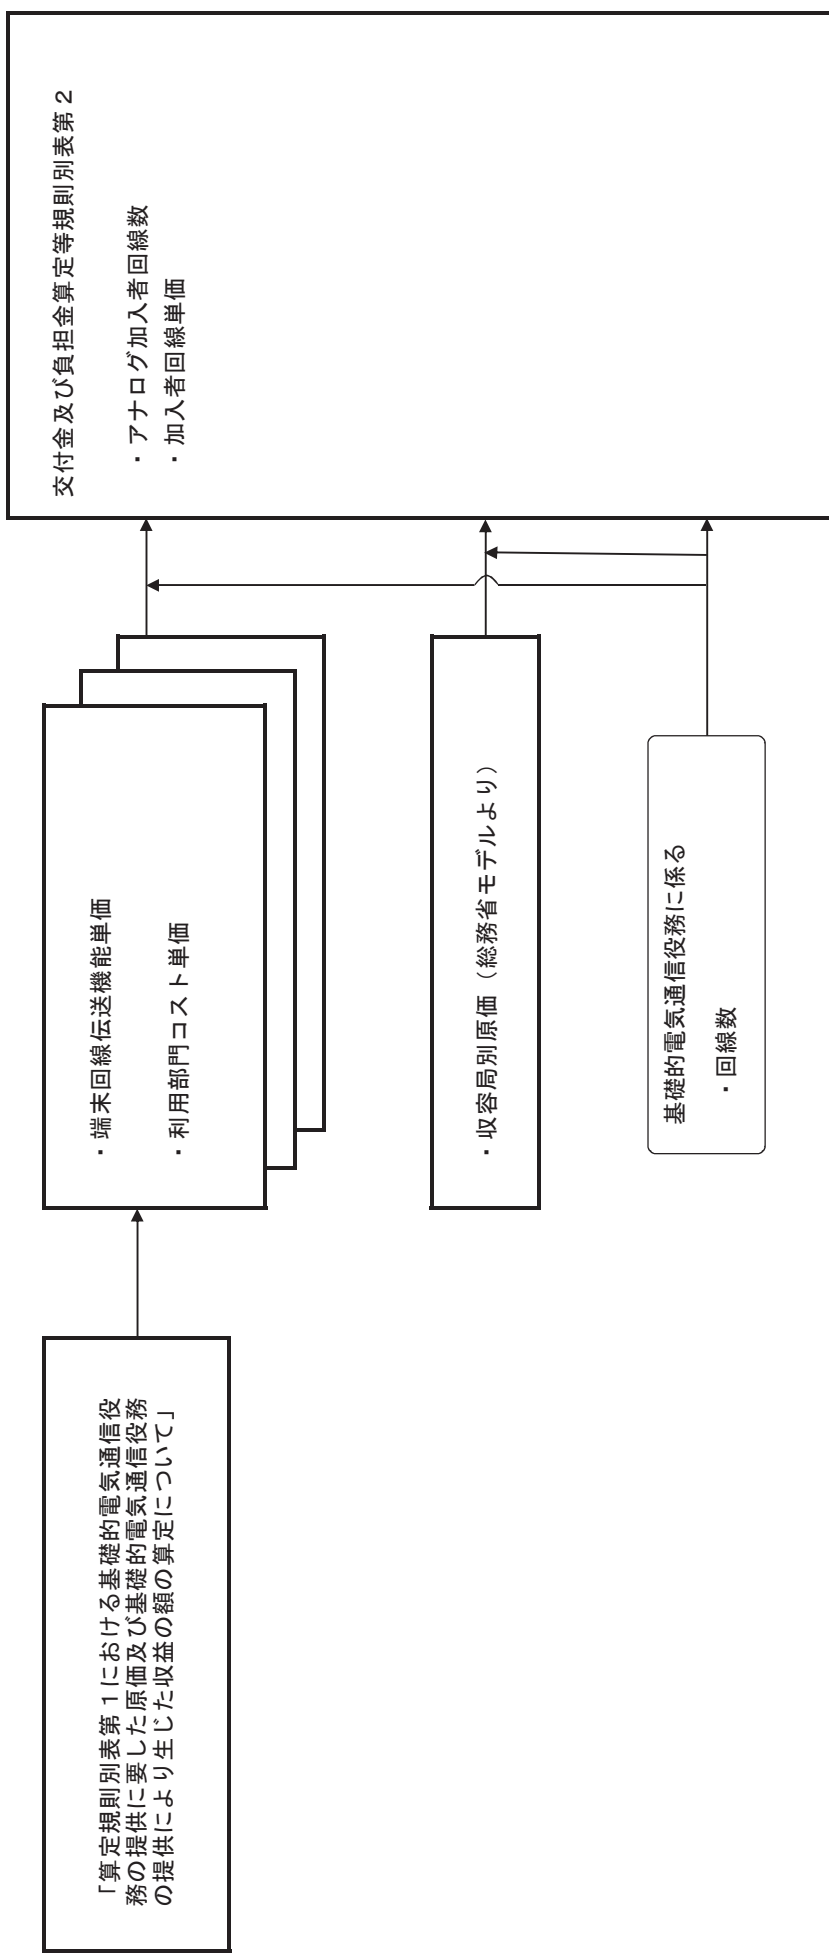 「算定規則別表第１における基礎的電気通信役
務の提供に要した原価及び基礎的電気通信役務
の提供により生じた収益の額の算定について」
・端末回線伝送機能単価
・利用部門コスト単価
・収容局別原価（総務省モデルより）
基礎的電気通信役務に係る
・回線数
交付金及び負担金算定等規則別表第２
・アナログ加入者回線数
・加入者回線単価